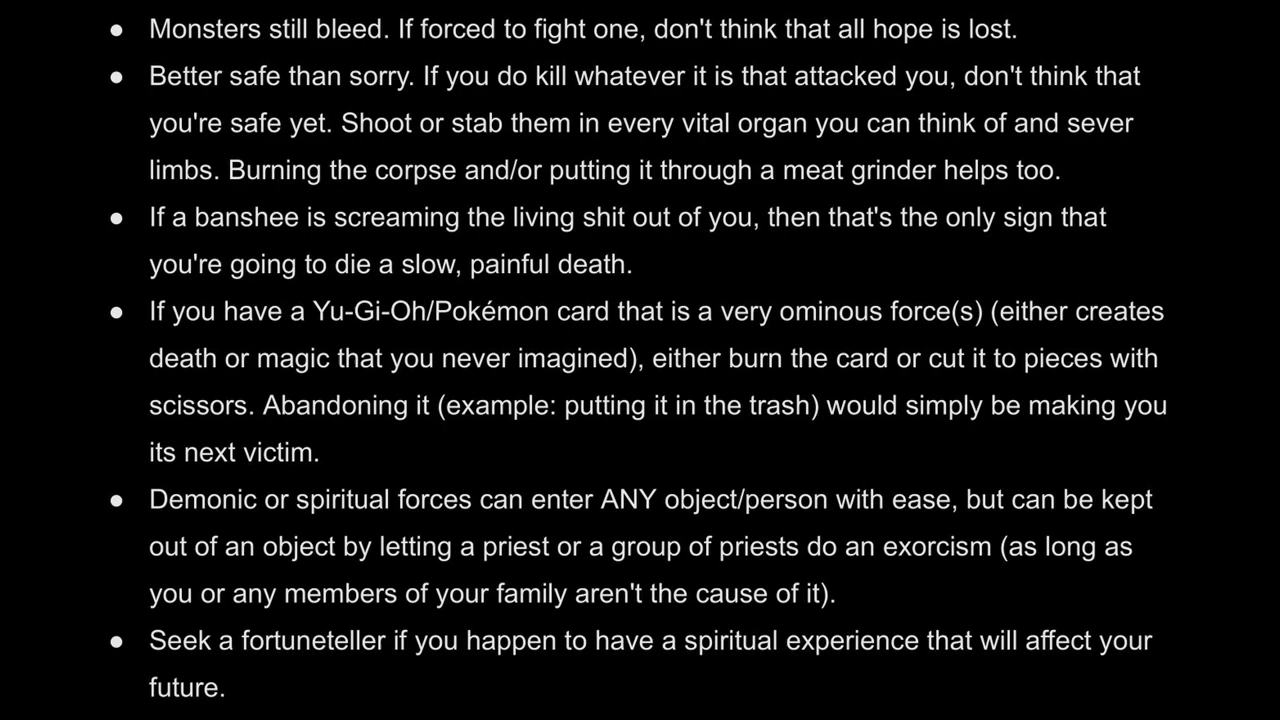 ● Monsters still bleed. If forced to fight one, don't think that all hope is lost.
● Better safe than sorry. If you do kill whatever it is that attacked you, don't think that
you're safe yet. Shoot or stab them in every vital organ you can think of and sever
limbs. Burning the corpse and/or putting it through a meat grinder helps too.
● If a banshee is screaming the living shit out of you, then that's the only sign that
you're going to die a slow, painful death.
● If you have a Yu-Gi-Oh/Pokémon card that is a very ominous force(s) (either creates
death or magic that you never imagined), either burn the card or cut it to pieces with
scissors. Abandoning it (example: putting it in the trash) would simply be making you
its next victim.
● Demonic or spiritual forces can enter ANY object/person with ease, but can be kept
out of an object by letting a priest or a group of priests do an exorcism (as long as
you or any members of your family aren't the cause of it).
● Seek a fortuneteller if you happen to have a spiritual experience that will affect your
future.